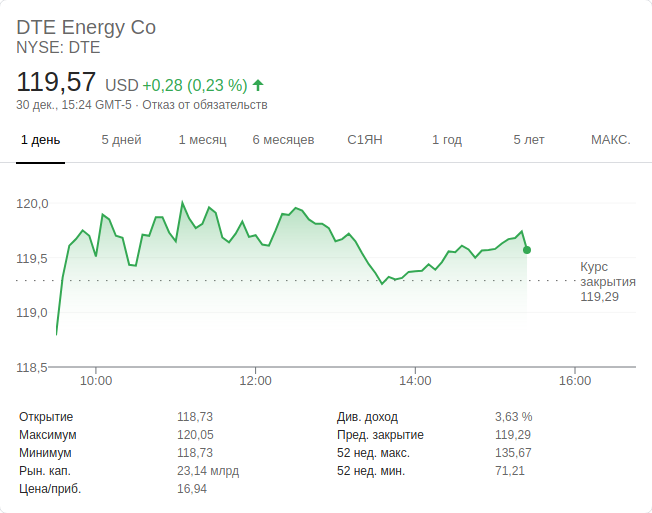 DTE Energy Co
NYSE: DTE
119,57 USD +0,28 (0,23 %)
30 дек., 15:24 GMT-5 · Отказ от обязательств
1 день 5 дней 1 месяц 6 месяцев С1ЯН 1 год 5 лет МАКС.
120,0
119,5
119,0
118,5
Курс
закрытия
119,29
10:00 12:00 14:00 16:00
Открытие 118,73
Максимум 120,05
Минимум 118,73
Рын. кап. 23,14 млрд
Цена/приб. 16,94
Див. доход 3,63 %
Пред. закрытие 119,29
52 нед. макс. 135,67
52 нед. мин. 71,21